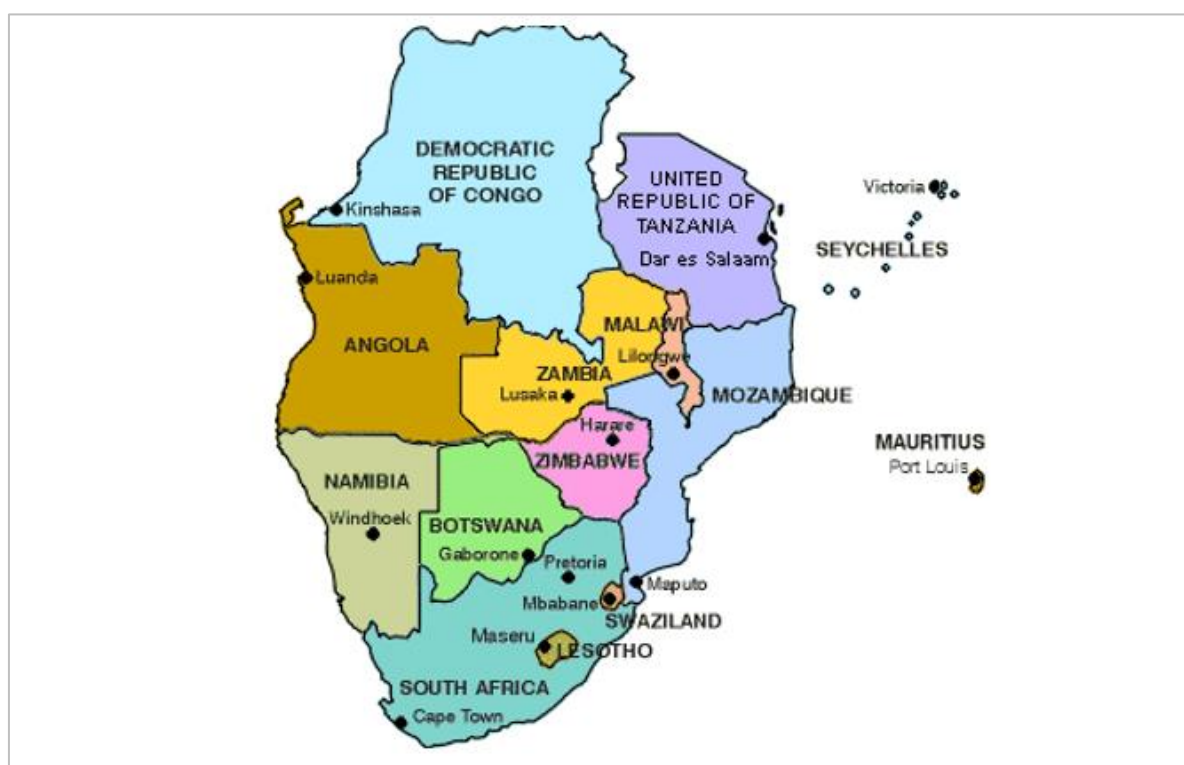 DEMOCRATIC
REPUBLIC
OF CONGO
Kinshasa
UNITED
REPUBLIC OF
TANZANIA
Dar es Salaam
Victoria
SEYCHELLES
Luanda
ANGOLA
MALAWI
Lilongwe
ZAMBIA
Lusaka
MOZAMBIQUE
Harare
ZIMBABWE
MAURITIUS
Port Louis
NAMIBIA
Windhoek
BOTSWANA
Gaborone
Pretoria
Maputo
Mbabane
SWAZILAND
Maseru
LESOTHO
SOUTH AFRICA
Cape Town